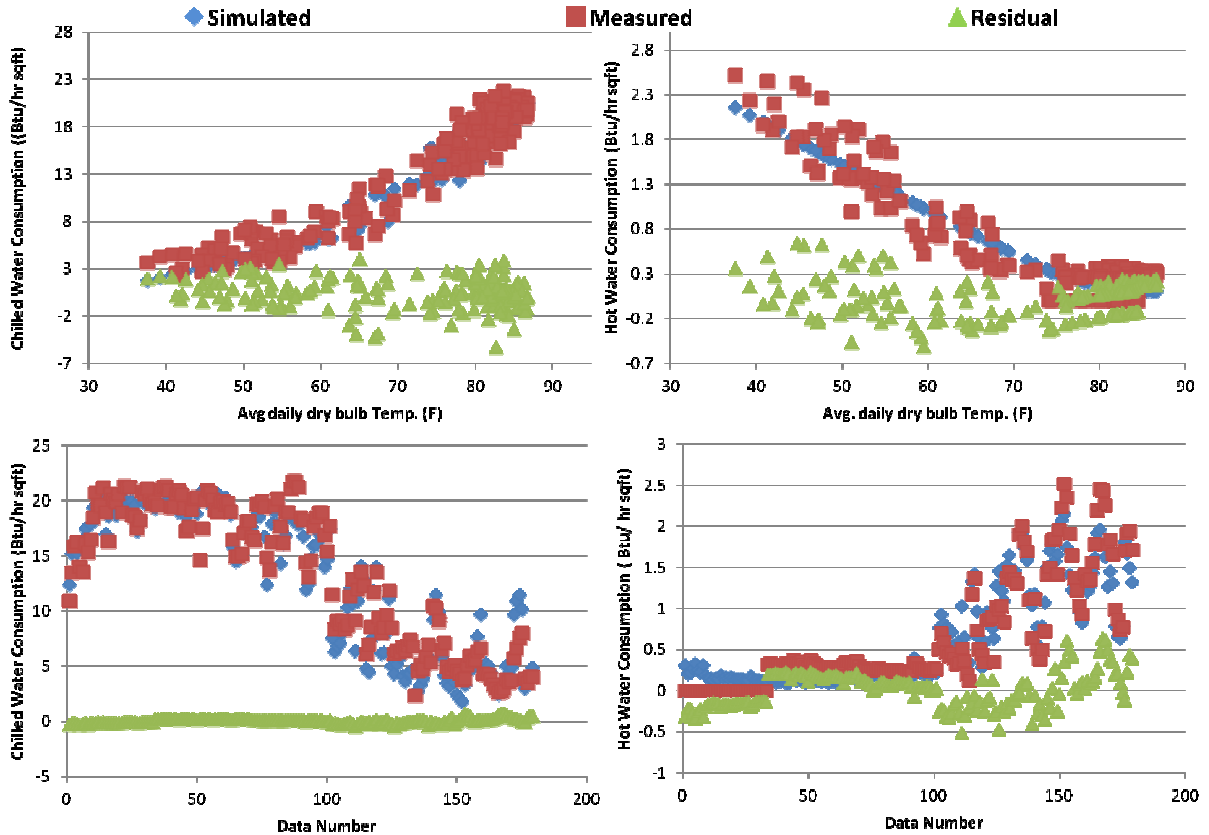 Simulated Measured Residual
Chilled Water Consumption ((Btu/hr sqft)
28
23
18
13
8
3
-2
-7
30 40 50 60 70 80 90
Avg daily dry bulb Temp. (F)
Hot Water Consumption (Btu/hr sqft)
2.8
2.3
1.8
1.3
0.8
0.3
-0.2
-0.7
30 40 50 60 70 80 90
Avg. daily dry bulb Temp. (F)
Chilled Water Consumption (Btu/hr sqft)
25
20
15
10
5
0
-5
0 50 100 150 200
Data Number
Hot Water Consumption ( Btu/ hr sqft)
3
2.5
2
1.5
1
0.5
0
-0.5
-1
0 50 100 150 200
Data Number